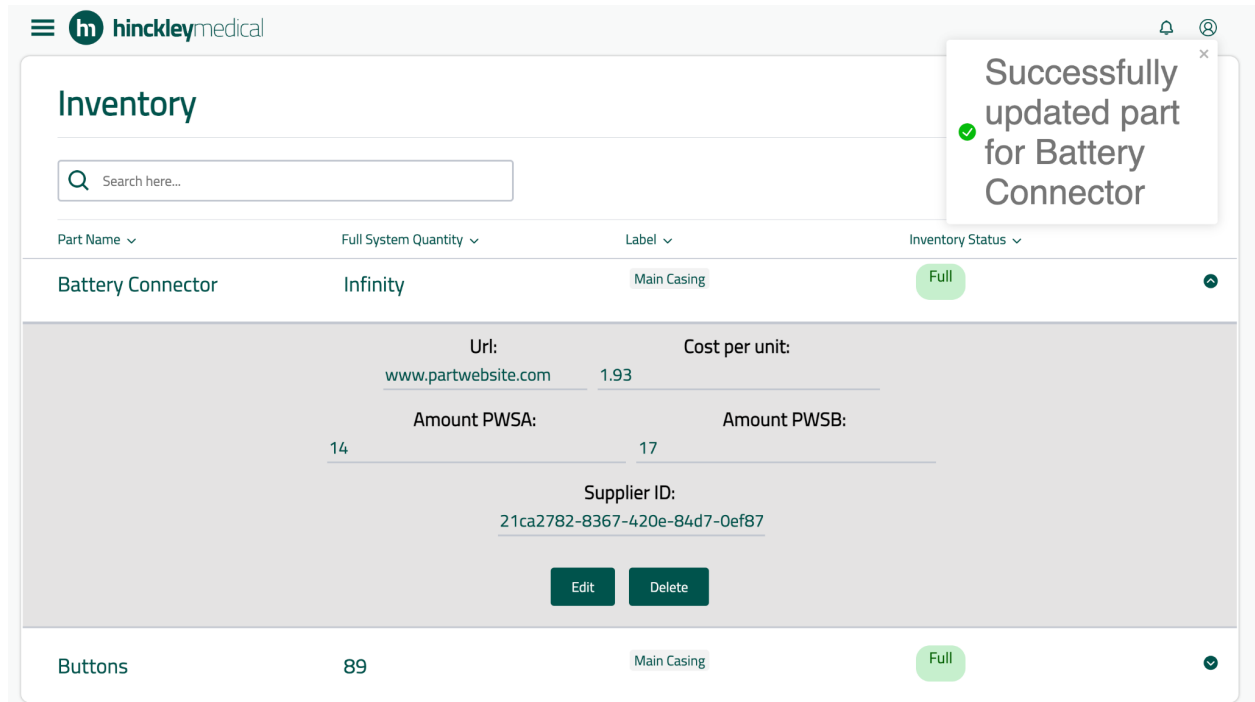 hm hinckleymedical
Successfully
updated part
for Battery
Connector
Inventory
Search here...
Part Name Full System Quantity Label Inventory Status
Battery Connector Infinity Main Casing Full
Url: Cost per unit:
www.partwebsite.com 1.93
Amount PWSA: Amount PWSB:
14 17
Supplier ID:
21ca2782-8367-420e-84d7-0ef87
Edit Delete
Buttons 89 Main Casing Full